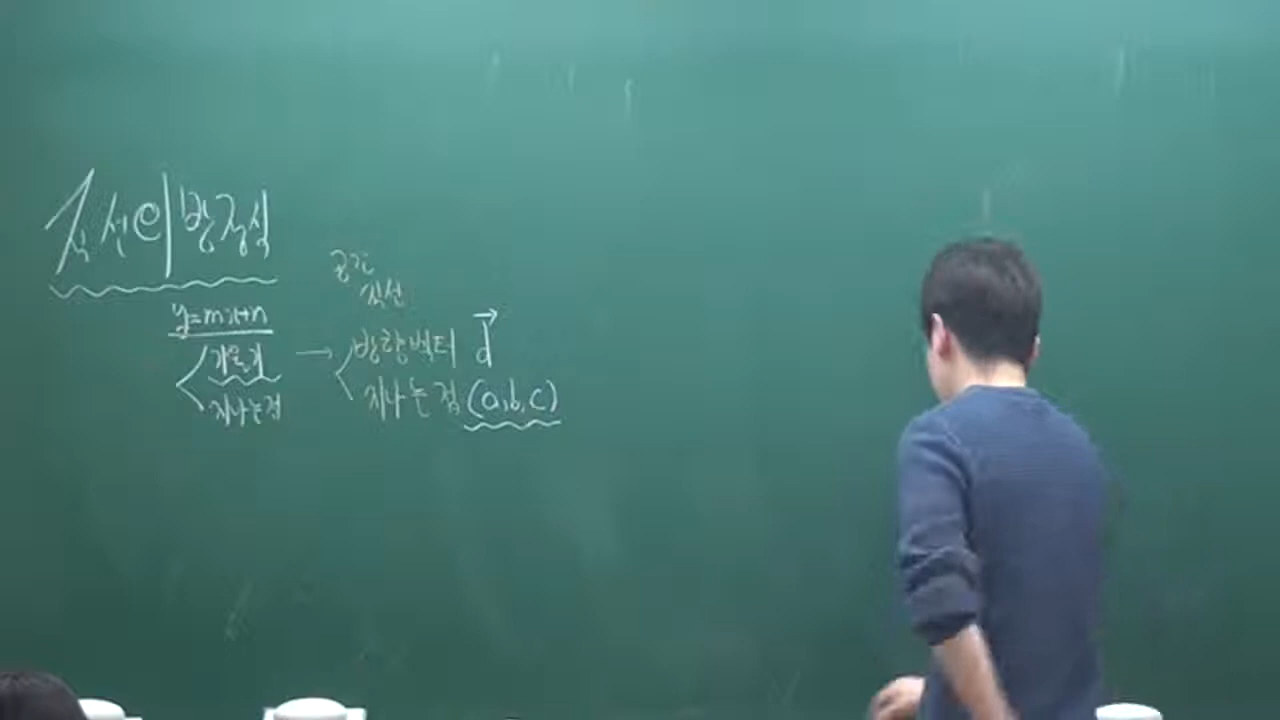 직선의 방정식
y=mx+n
기울기
지나는점
→
공간
직선
방향벡터 d⃗
지나는 점 (a,b,c)